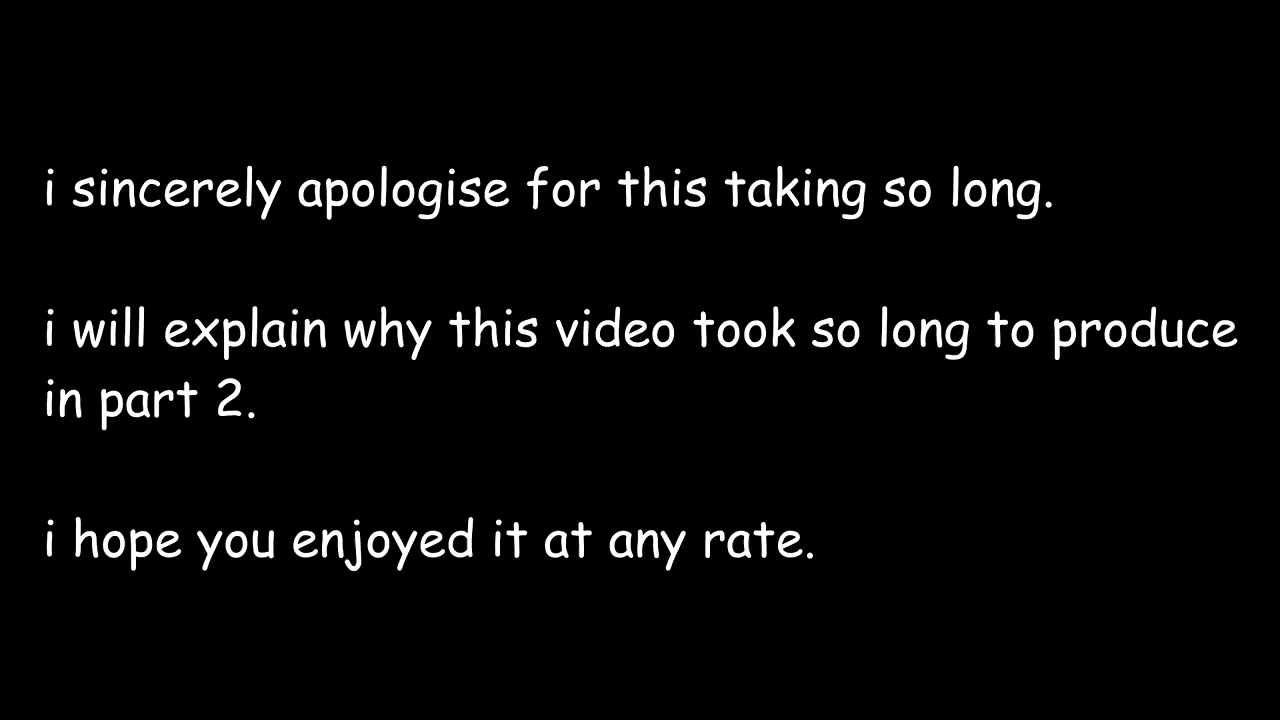 i sincerely apologise for this taking so long.
i will explain why this video took so long to produce
in part 2.
i hope you enjoyed it at any rate.